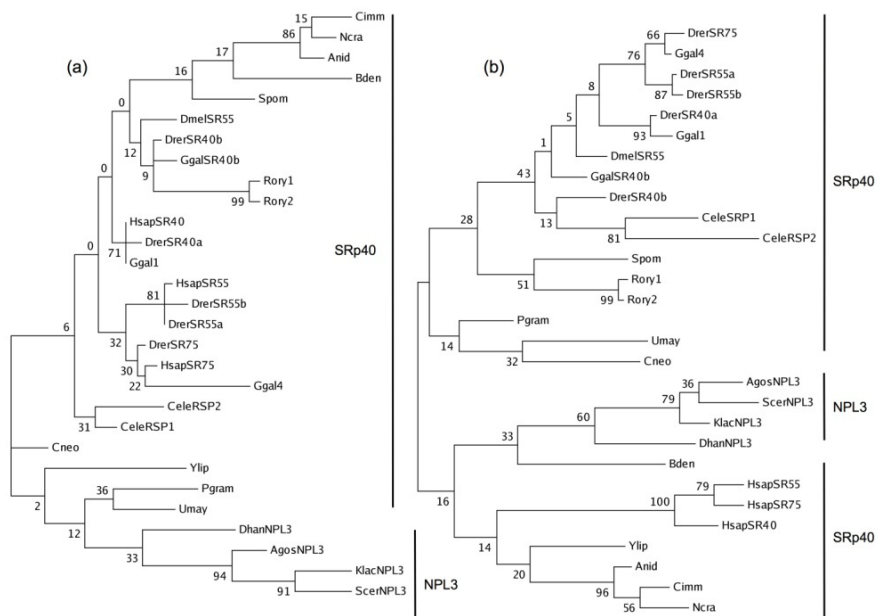 (a)
15
Cimm
Ncra
86
Anid
17
Bden
16
Spom
0
DmelSR55
DrerSR40b
12
GgalSR40b
9
Rory1
99
Rory2
0
HsapSR40
DrerSR40a
71
Ggal1
0
HsapSR55
81
DrerSR55b
DrerSR55a
32
DrerSR75
30
HsapSR75
22
Ggal4
6
CeleRSP2
31
CeleRSP1
Cneo
Ylip
2
36
Pgram
Umay
12
DhanNPL3
33
AgosNPL3
94
KlacNPL3
91
ScerNPL3
SRp40
NPL3
(b)
66
DrerSR75
Ggal4
76
DrerSR55a
87
DrerSR55b
8
DrerSR40a
93
Ggal1
5
DmelSR55
1
GgalSR40b
43
DrerSR40b
13
CeleSRP1
81
CeleRSP2
28
Spom
51
Rory1
99
Rory2
Pgram
14
Umay
32
Cneo
36
AgosNPL3
79
ScerNPL3
60
KlacNPL3
33
DhanNPL3
Bden
16
79
HsapSR55
100
HsapSR75
HsapSR40
14
Ylip
20
Anid
96
Cimm
56
Ncra
SRp40
NPL3
SRp40